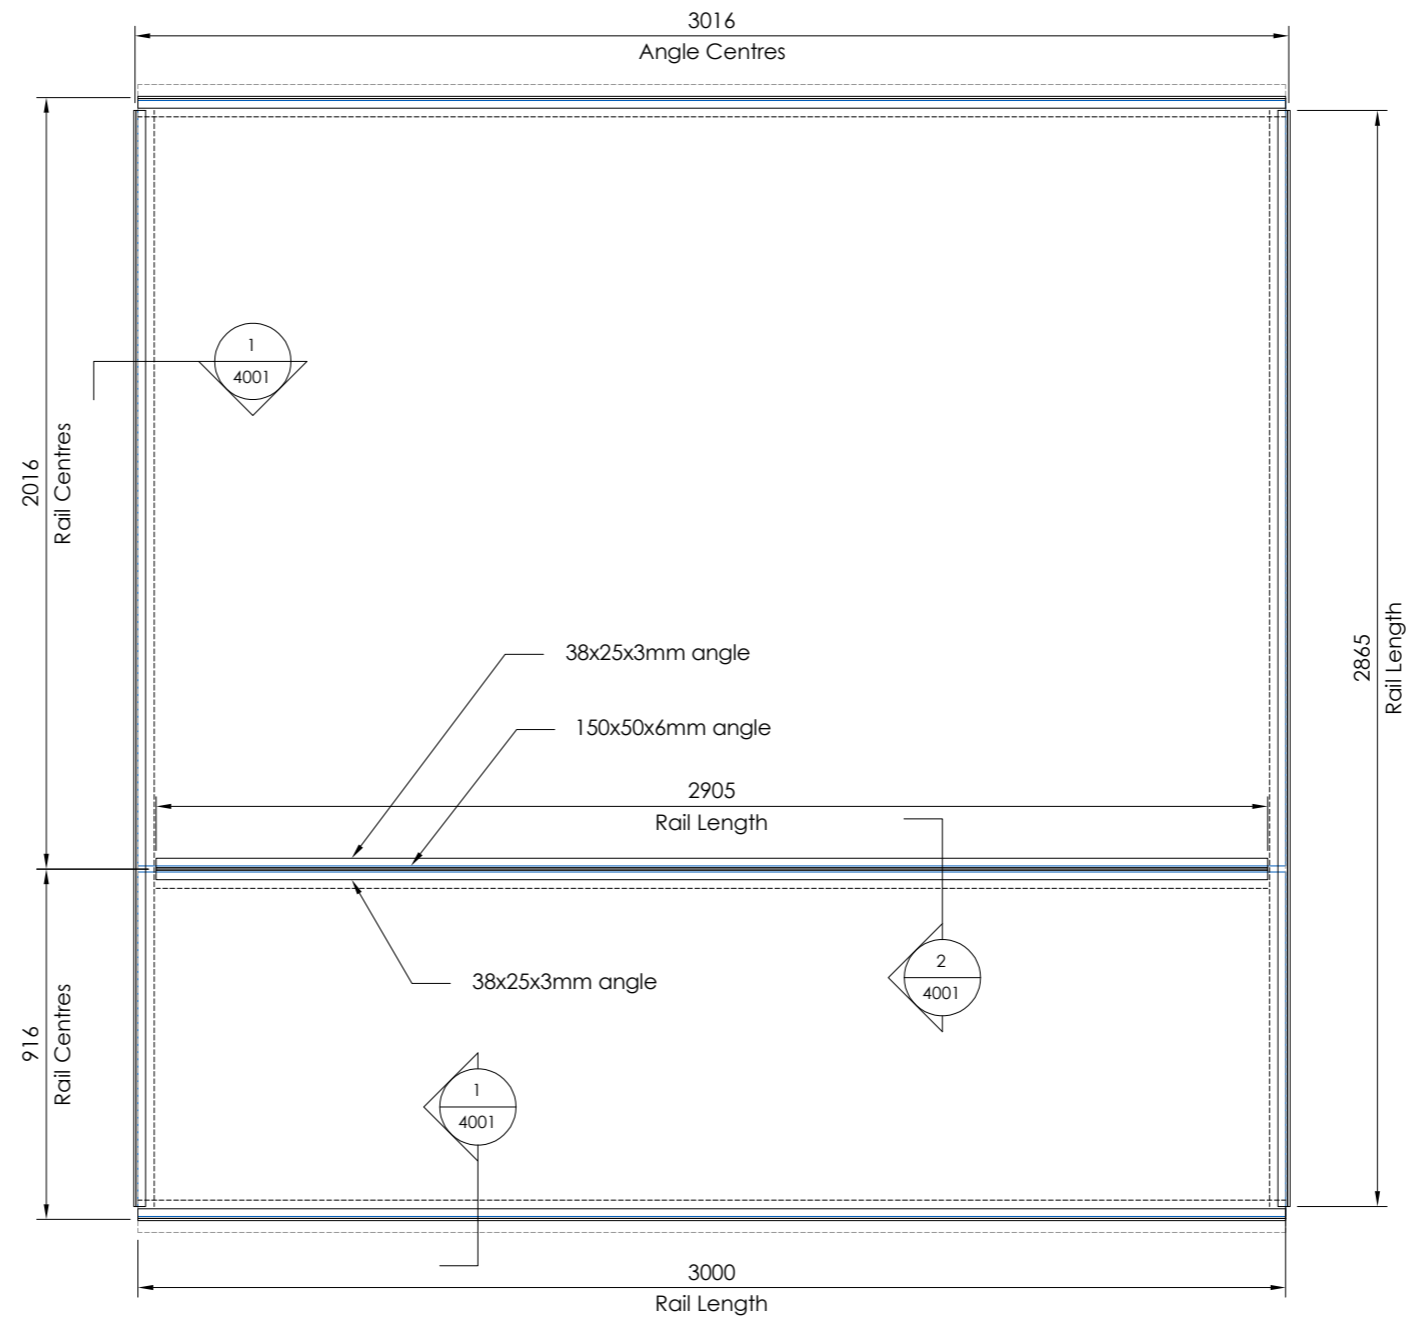 3016
Angle Centres
1
4001
2016
Rail Centres
2865
Rail Length
38x25x3mm angle
150x50x6mm angle
2905
Rail Length
2
4001
38x25x3mm angle
916
Rail Centres
1
4001
3000
Rail Length